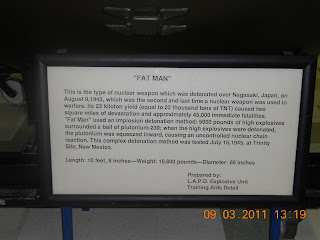 "FAT MAN"
This is the type of nuclear weapon which was detonated over Nagasaki, Japan, on
August 9,1945, which was the second and last time a nuclear weapon was used in
warfare. Its 23 kiloton yield (equal to 23 thousand tons of TNT) caused two
square miles of devastation and approximately 45,000 immediate fatalities.
"Fat Man" used an implosion detonation method: 5000 pounds of high explosives
surrounded a ball of plutonium-239; when the high explosives were detonated,
the plutonium was squeezed inward, causing an uncontrolled nuclear chain
reaction. This complex detonation method was tested July 16,1945, at Trinity
Site, New Mexico.
Length: 10 feet, 8 inches---Weight: 10,800 pounds---Diameter: 60 inches
Prepared by:
L.A.P.D. Explosive Unit
Training Aids Detail
09.03.2011 13:19